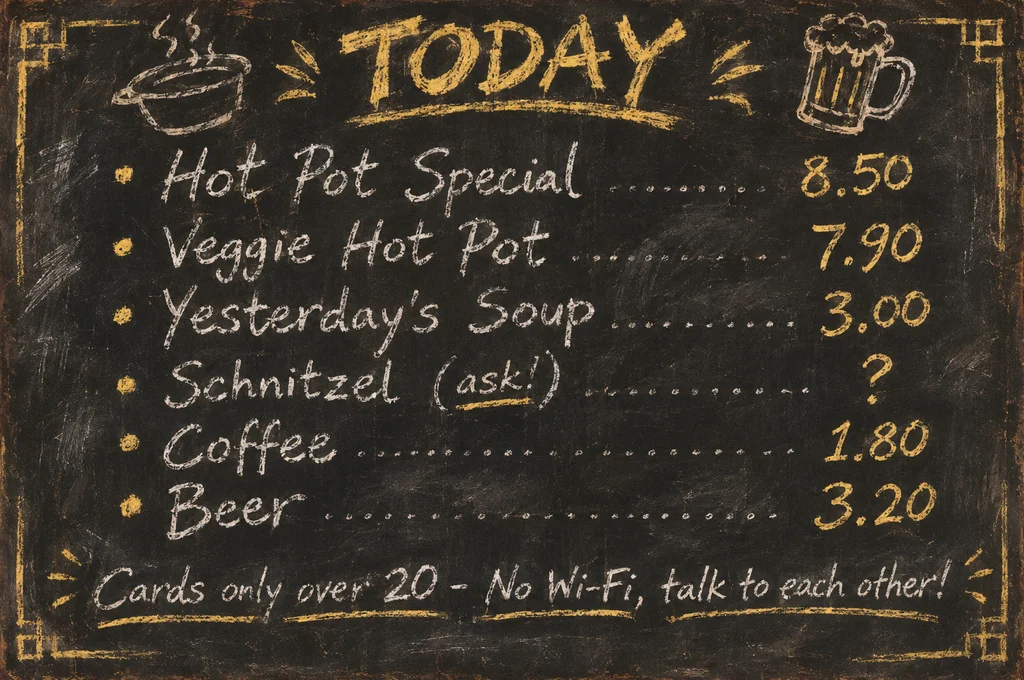 TODAY
Hot Pot Special 8.50
Veggie Hot Pot 7.90
Yesterday's Soup 3.00
Schnitzel (ask!) ?
Coffee 1.80
Beer 3.20
Cards only over 20 - No Wi-Fi, talk to each other!